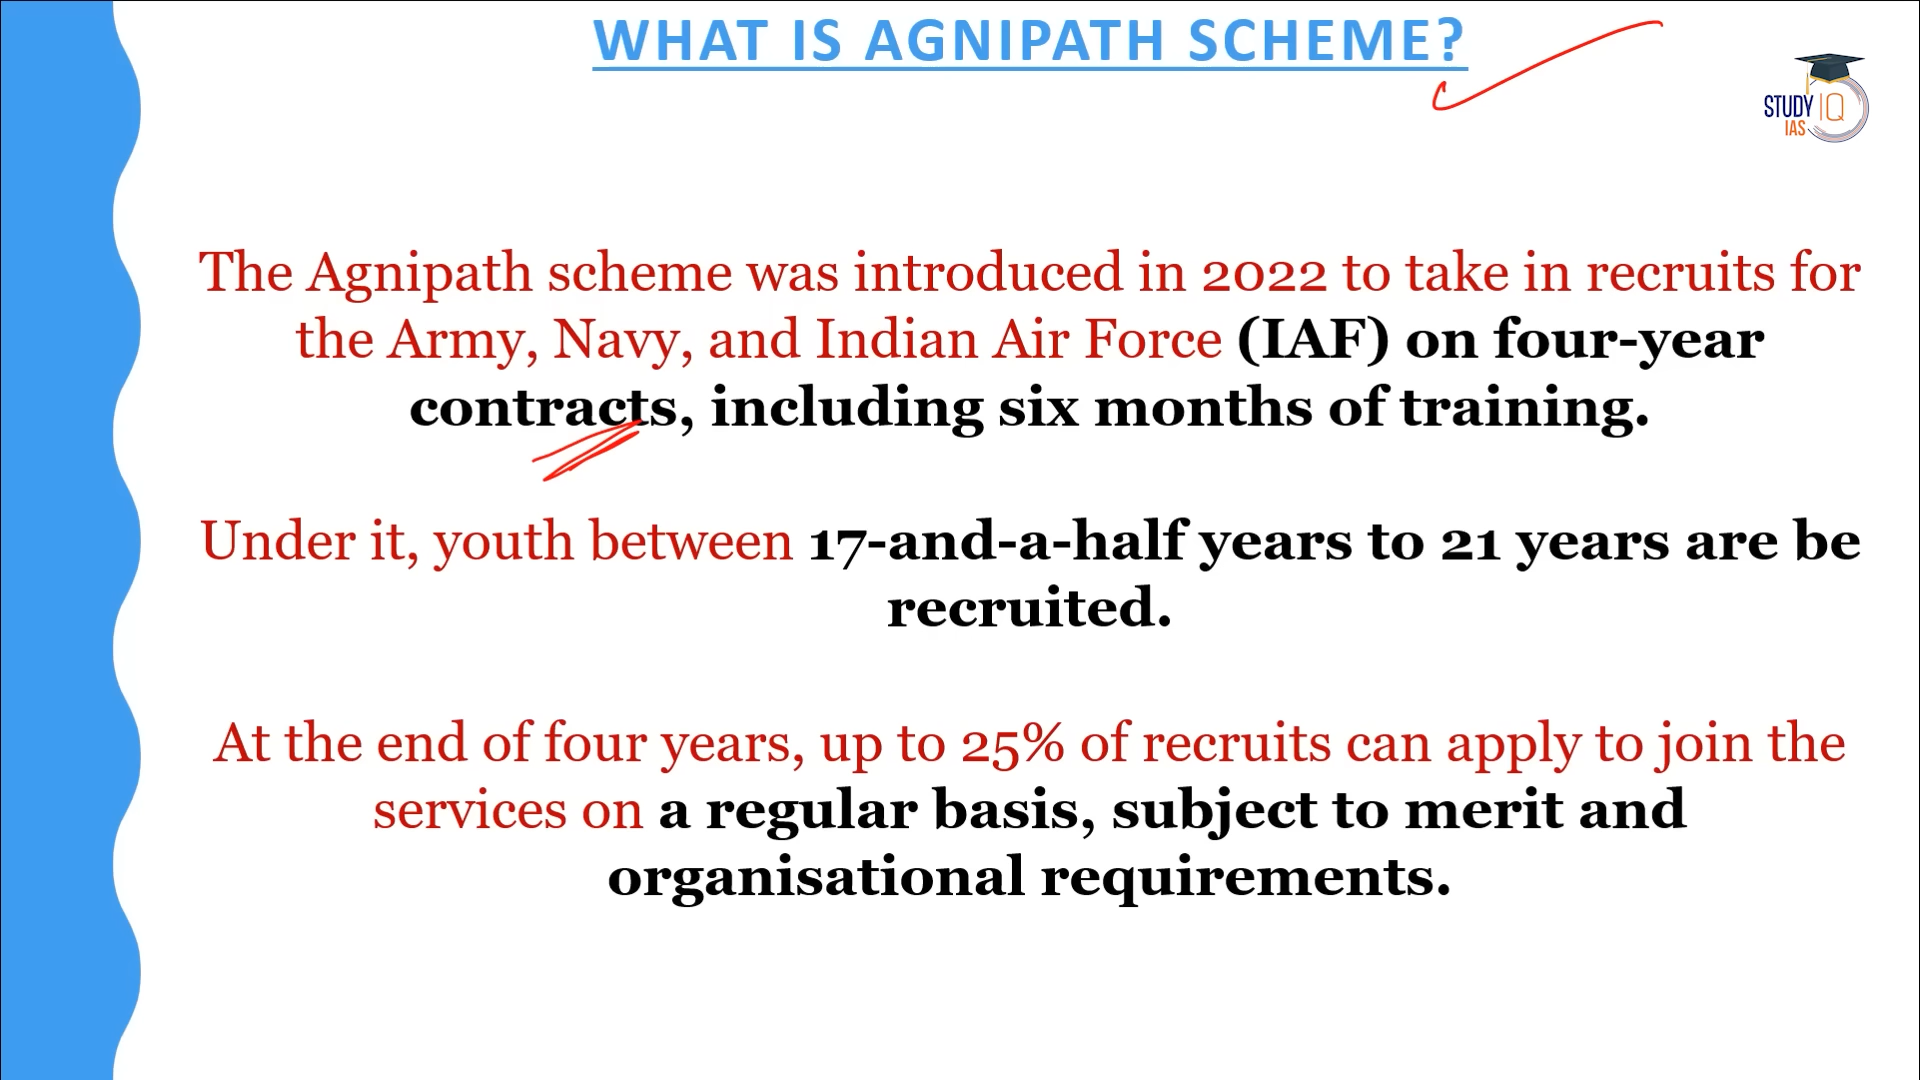 WHAT IS AGNIPATH SCHEME?
STUDY IQ
IAS
The Agnipath scheme was introduced in 2022 to take in recruits for
the Army, Navy, and Indian Air Force (IAF) on four-year
contracts, including six months of training.
Under it, youth between 17-and-a-half years to 21 years are be
recruited.
At the end of four years, up to 25% of recruits can apply to join the
services on a regular basis, subject to merit and
organisational requirements.